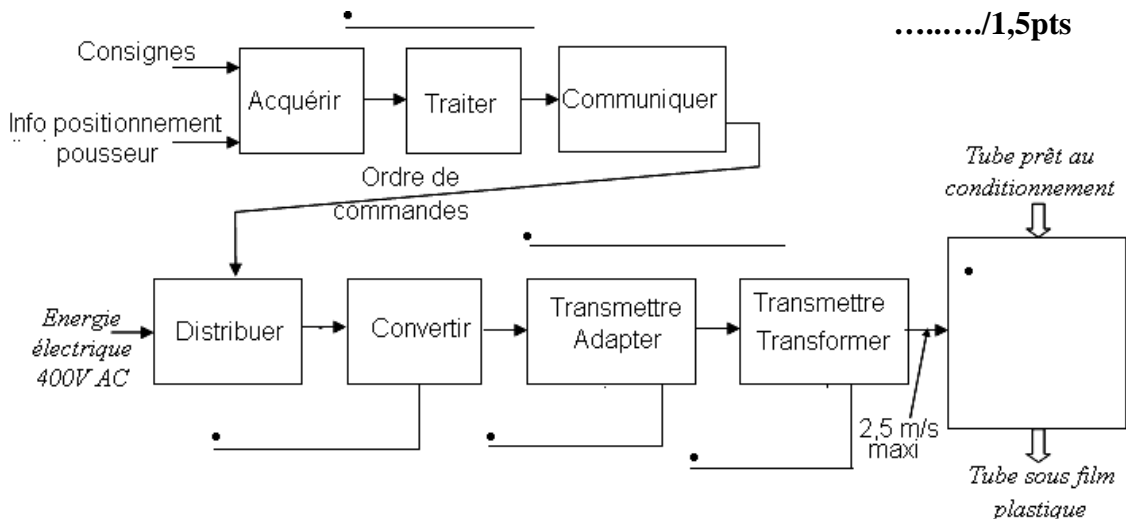 …..…./1,5pts
Consignes
Acquérir
Traiter
Communiquer
Info positionnement
pousseur
Ordre de
commandes
Tube prêt au
conditionnement
Energie
électrique
400V AC
Distribuer
Convertir
Transmettre
Adapter
Transmettre
Transformer
2,5 m/s
maxi
Tube sous film
plastique